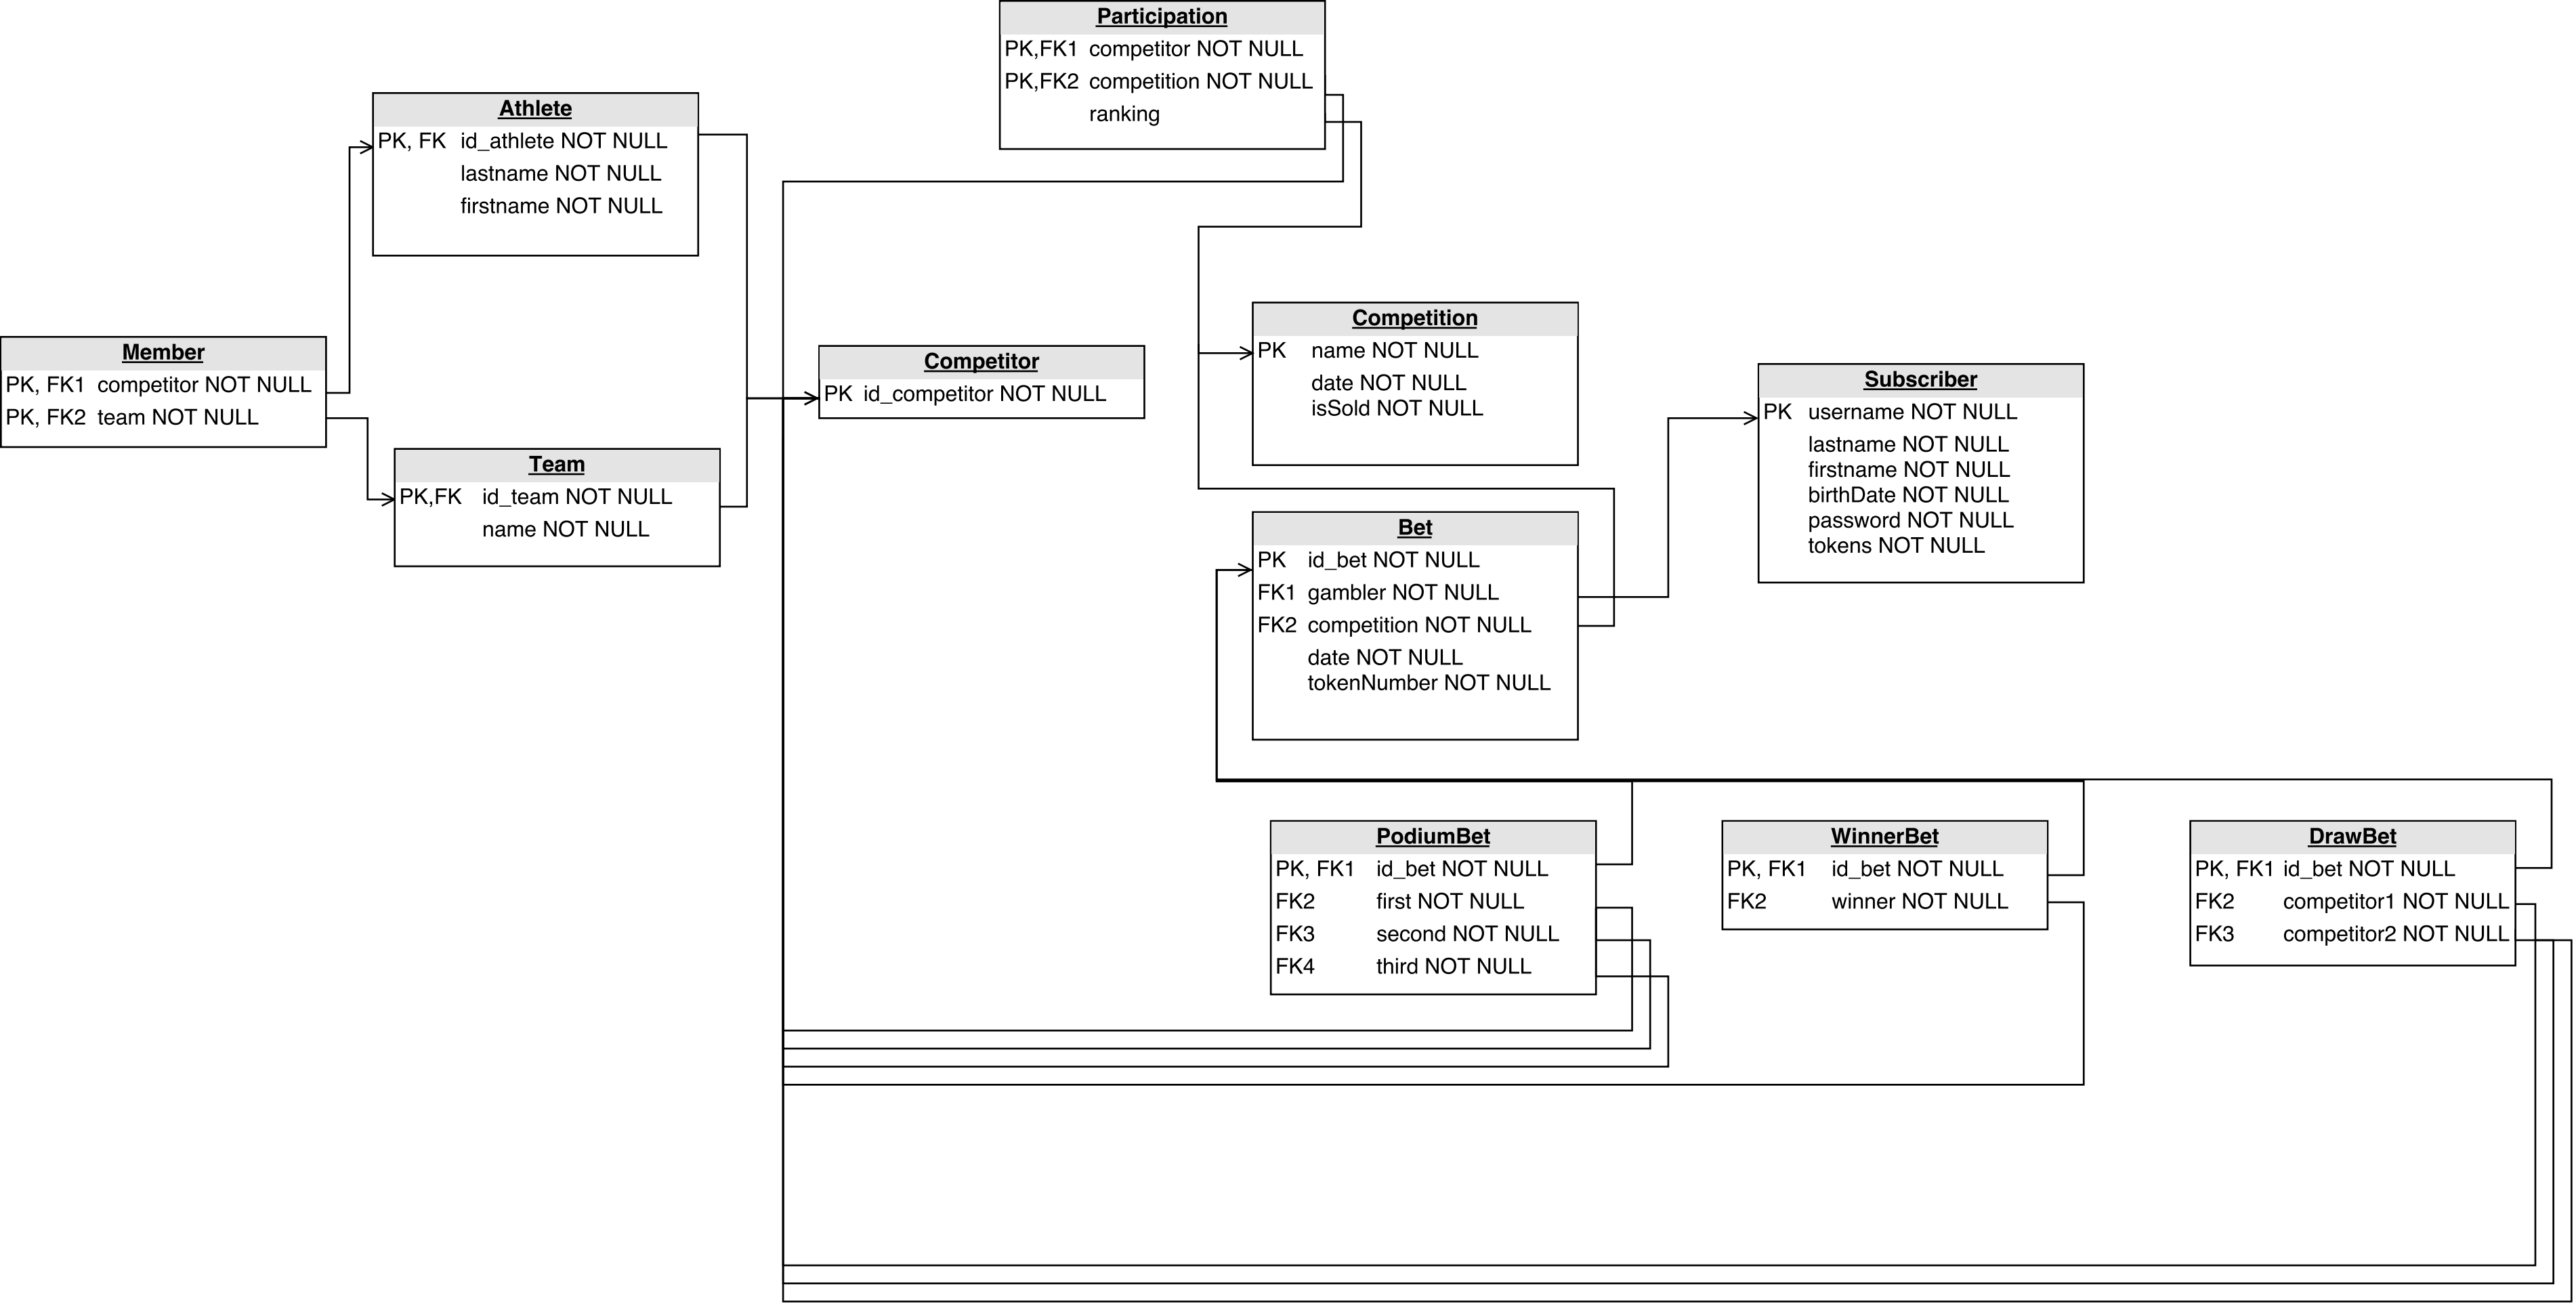 Participation
PK,FK1 competitor NOT NULL
PK,FK2 competition NOT NULL
ranking
Athlete
PK, FK id_athlete NOT NULL
lastname NOT NULL
firstname NOT NULL
Member
PK, FK1 competitor NOT NULL
PK, FK2 team NOT NULL
Team
PK,FK id_team NOT NULL
name NOT NULL
Competitor
PK id_competitor NOT NULL
Competition
PK name NOT NULL
date NOT NULL
isSold NOT NULL
Subscriber
PK username NOT NULL
lastname NOT NULL
firstname NOT NULL
birthDate NOT NULL
password NOT NULL
tokens NOT NULL
Bet
PK id_bet NOT NULL
FK1 gambler NOT NULL
FK2 competition NOT NULL
date NOT NULL
tokenNumber NOT NULL
PodiumBet
PK, FK1 id_bet NOT NULL
FK2 first NOT NULL
FK3 second NOT NULL
FK4 third NOT NULL
WinnerBet
PK, FK1 id_bet NOT NULL
FK2 winner NOT NULL
DrawBet
PK, FK1 id_bet NOT NULL
FK2 competitor1 NOT NULL
FK3 competitor2 NOT NULL